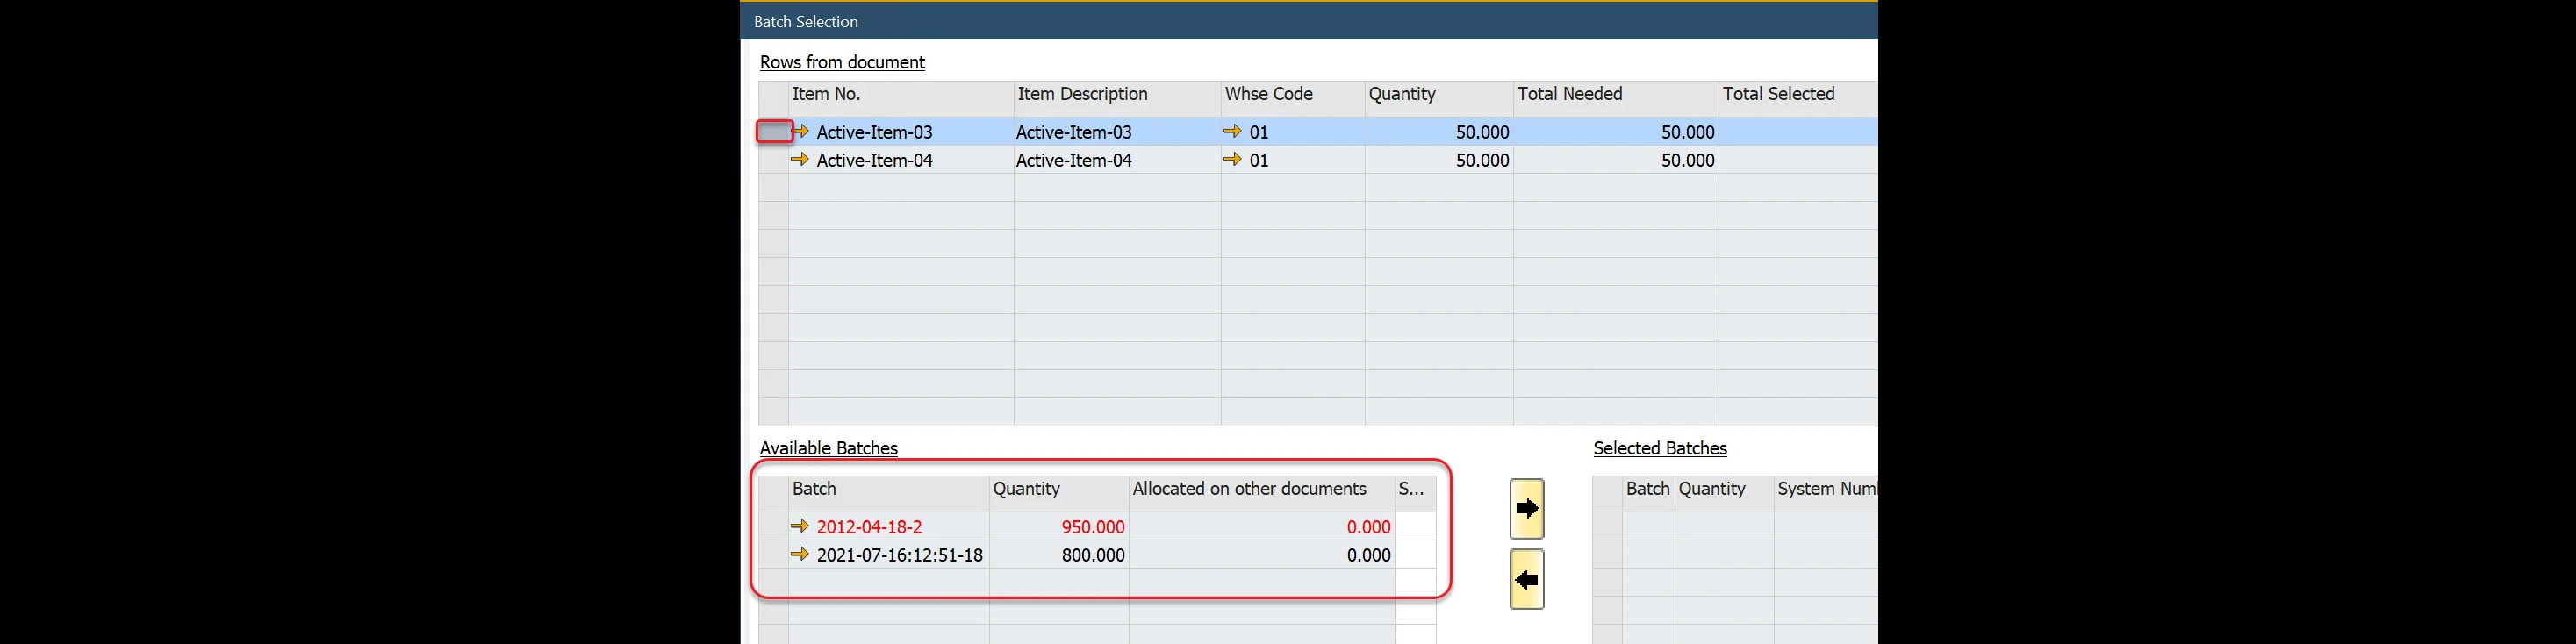 Batch Selection
Rows from document
Item No. Item Description Whse Code Quantity Total Needed Total Selected
Active-Item-03 Active-Item-03 01 50.000 50.000
Active-Item-04 Active-Item-04 01 50.000 50.000
Available Batches Selected Batches
Batch Quantity Allocated on other documents S... Batch Quantity System Num
2012-04-18-2 950.000 0.000
2021-07-16:12:51-18 800.000 0.000